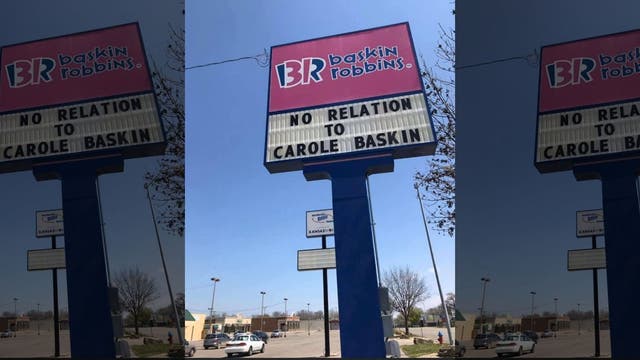 BR baskin
robbins
NO RELATION
TO
CAROLE BASKIN